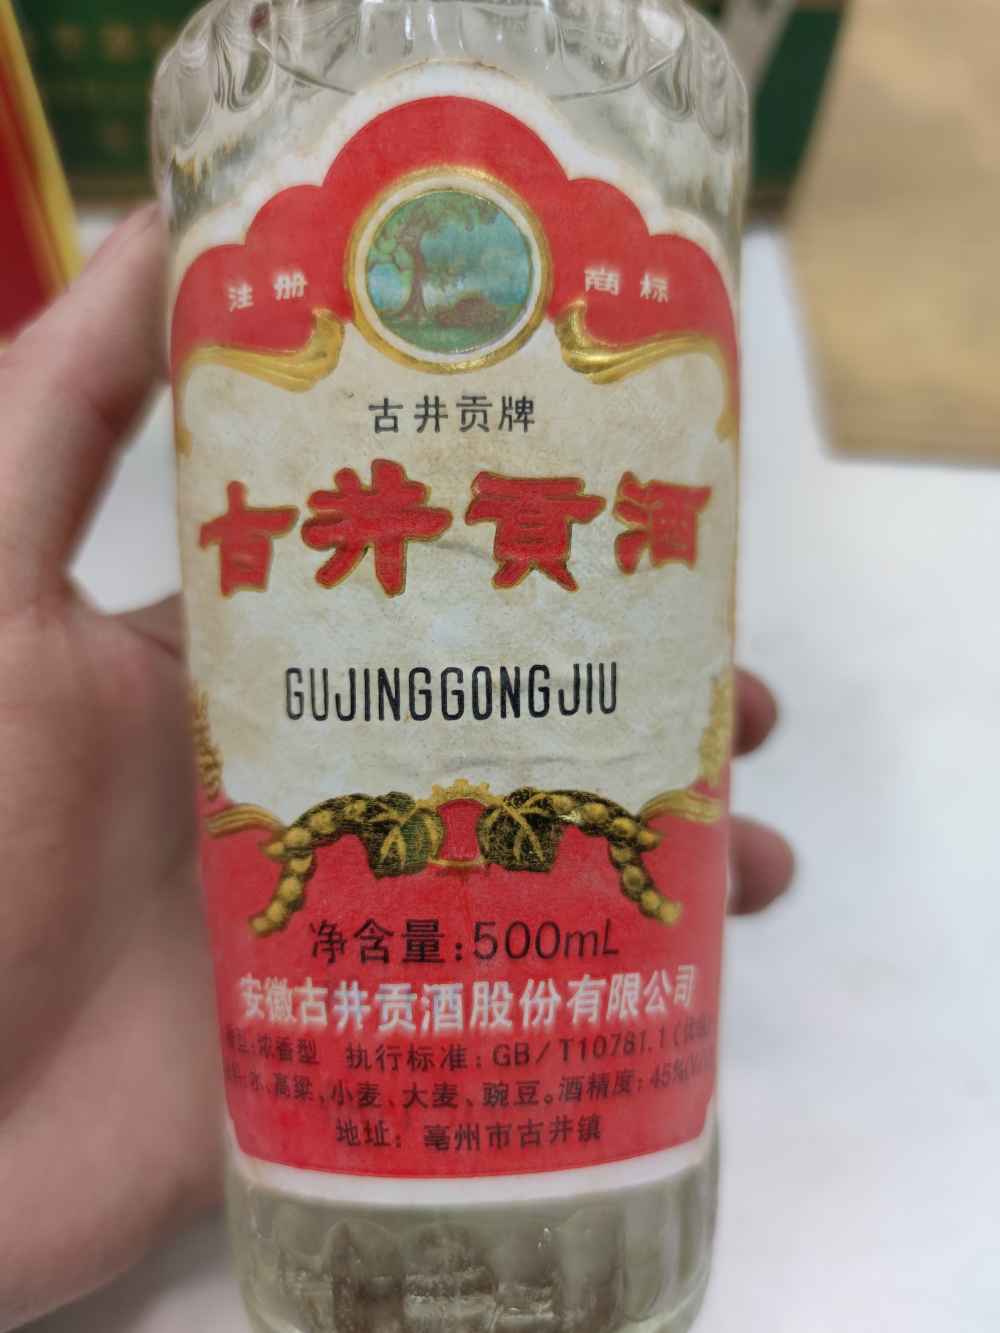 注册 商标
古井贡牌
古井贡酒
GUJINGGONGJIU
净含量:500mL
安徽古井贡酒股份有限公司
浓香型 执行标准:GB/T10781.1
水、高粱、小麦、大麦、豌豆。酒精度:45%
地址:亳州市古井镇